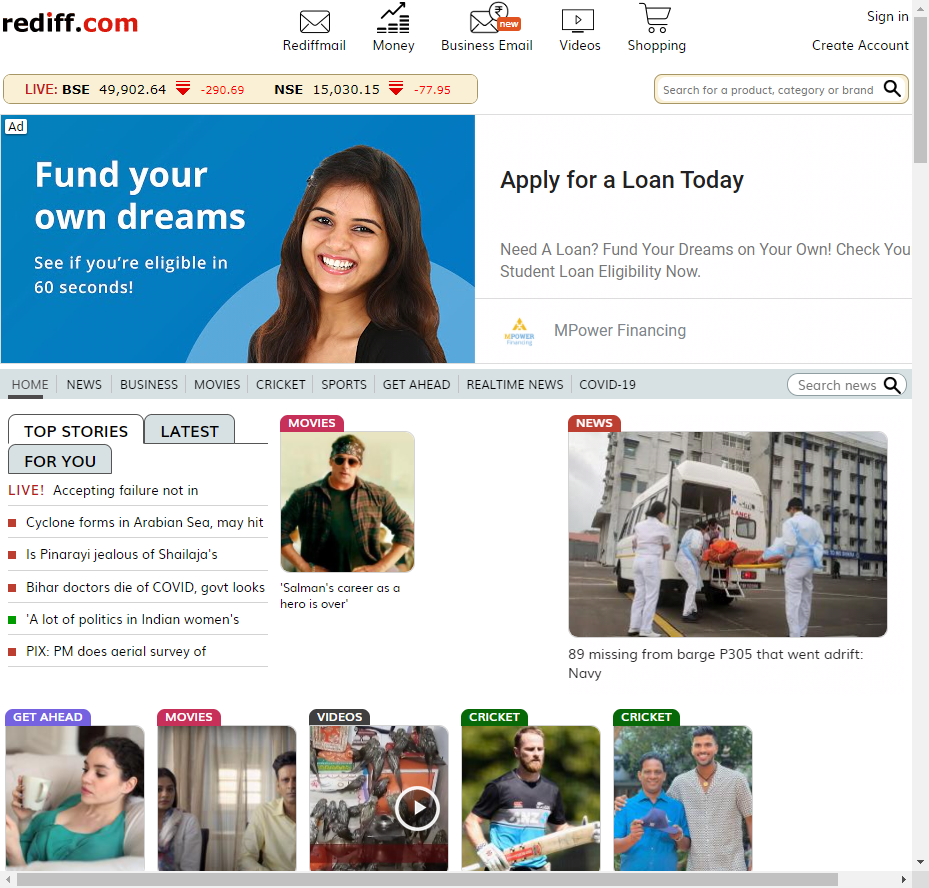 rediff.com
Rediffmail
Money
new
Business Email
Videos
Shopping
Sign in
Create Account
LIVE: BSE 49,902.64 -290.69 NSE 15,030.15 -77.95
Search for a product, category or brand
Ad
Fund your
own dreams
See if you're eligible in
60 seconds!
Apply for a Loan Today
Need A Loan? Fund Your Dreams on Your Own! Check You
Student Loan Eligibility Now.
MPOWER
Financing
MPower Financing
HOME NEWS BUSINESS MOVIES CRICKET SPORTS GET AHEAD REALTIME NEWS COVID-19
Search news
TOP STORIES LATEST
FOR YOU
LIVE! Accepting failure not in
Cyclone forms in Arabian Sea, may hit
Is Pinarayi jealous of Shailaja's
Bihar doctors die of COVID, govt looks
'A lot of politics in Indian women's
PIX: PM does aerial survey of
MOVIES
'Salman's career as a
hero is over'
NEWS
89 missing from barge P305 that went adrift:
Navy
GET AHEAD
MOVIES
VIDEOS
CRICKET
CRICKET